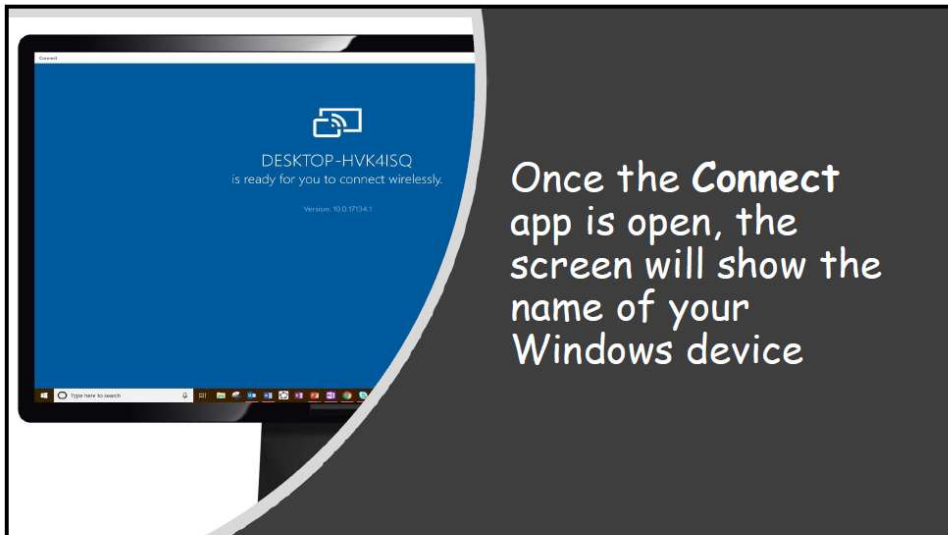 Connect
DESKTOP-HVK4ISQ
is ready for you to connect wirelessly.
Version: 10.0.17134.1
Type here to search
Once the Connect
app is open, the
screen will show the
name of your
Windows device